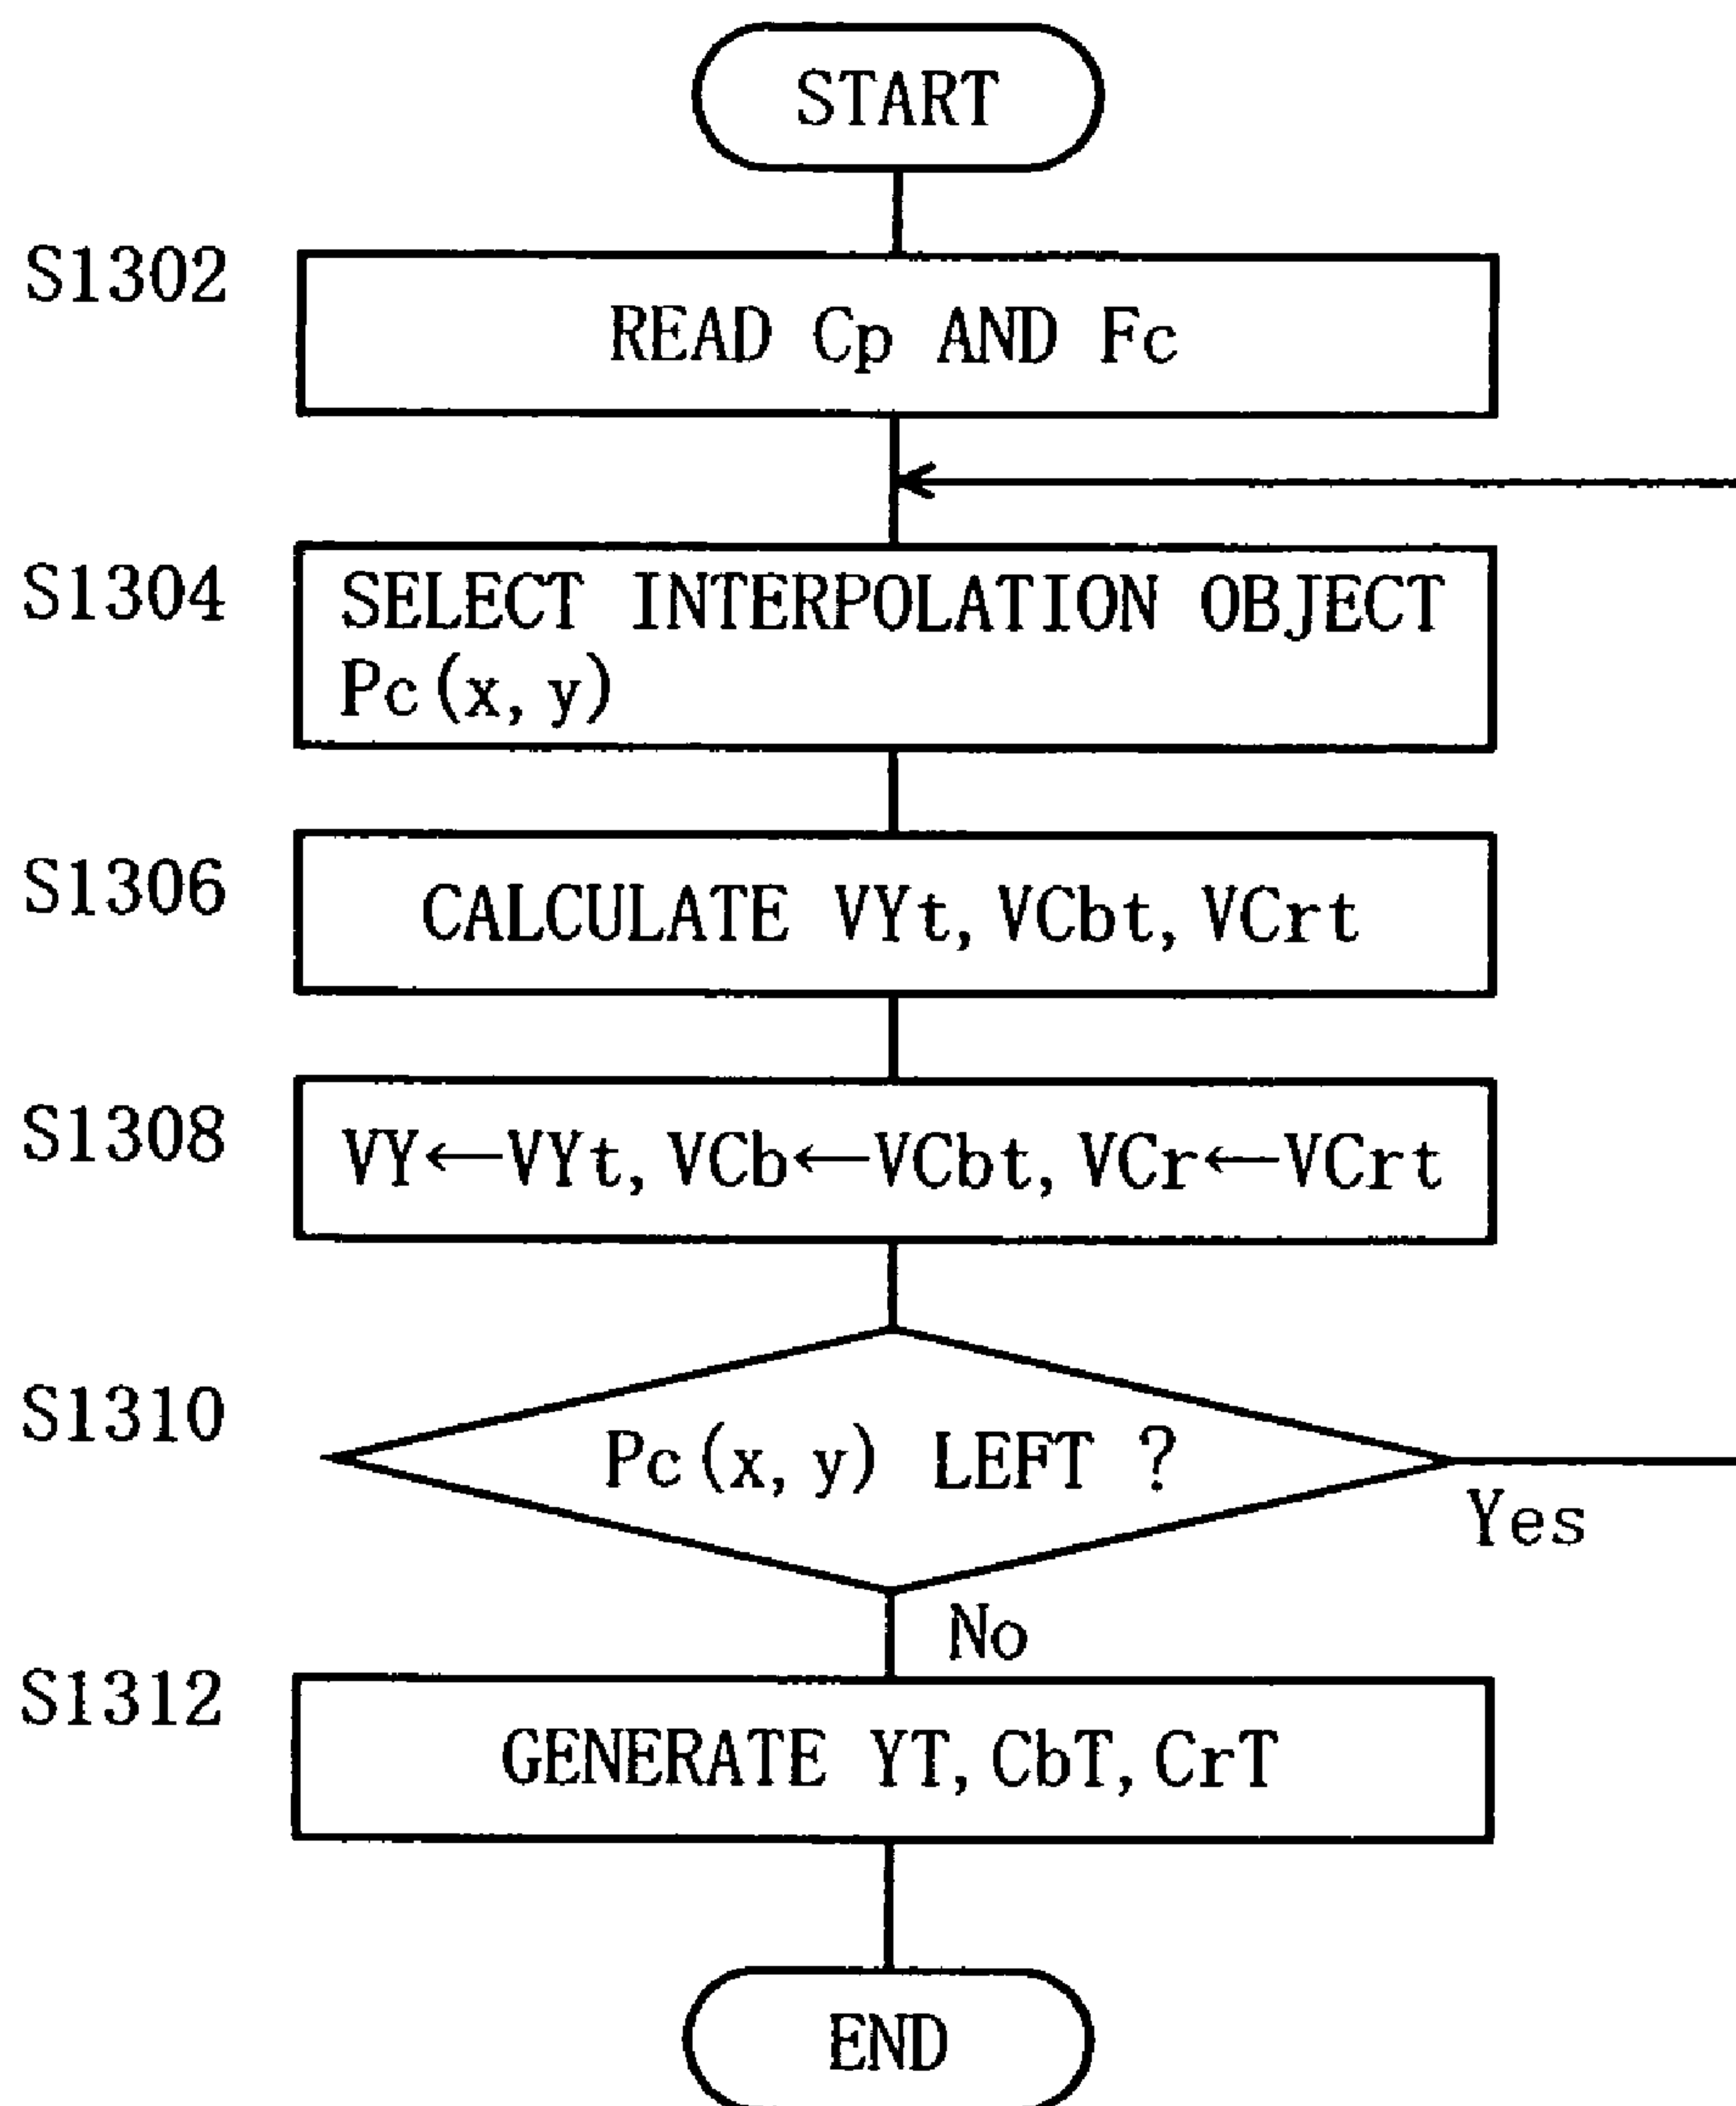 START
S1302
READ Cp AND Fc
S1304
SELECT INTERPOLATION OBJECT
Pc(x, y)
S1306
CALCULATE VYt, VCbt, VCrt
S1308
VY←VYt, VCb←VCbt, VCr←VCrt
S1310
Pc(x, y) LEFT ?
Yes
No
S1312
GENERATE YT, CbT, CrT
END